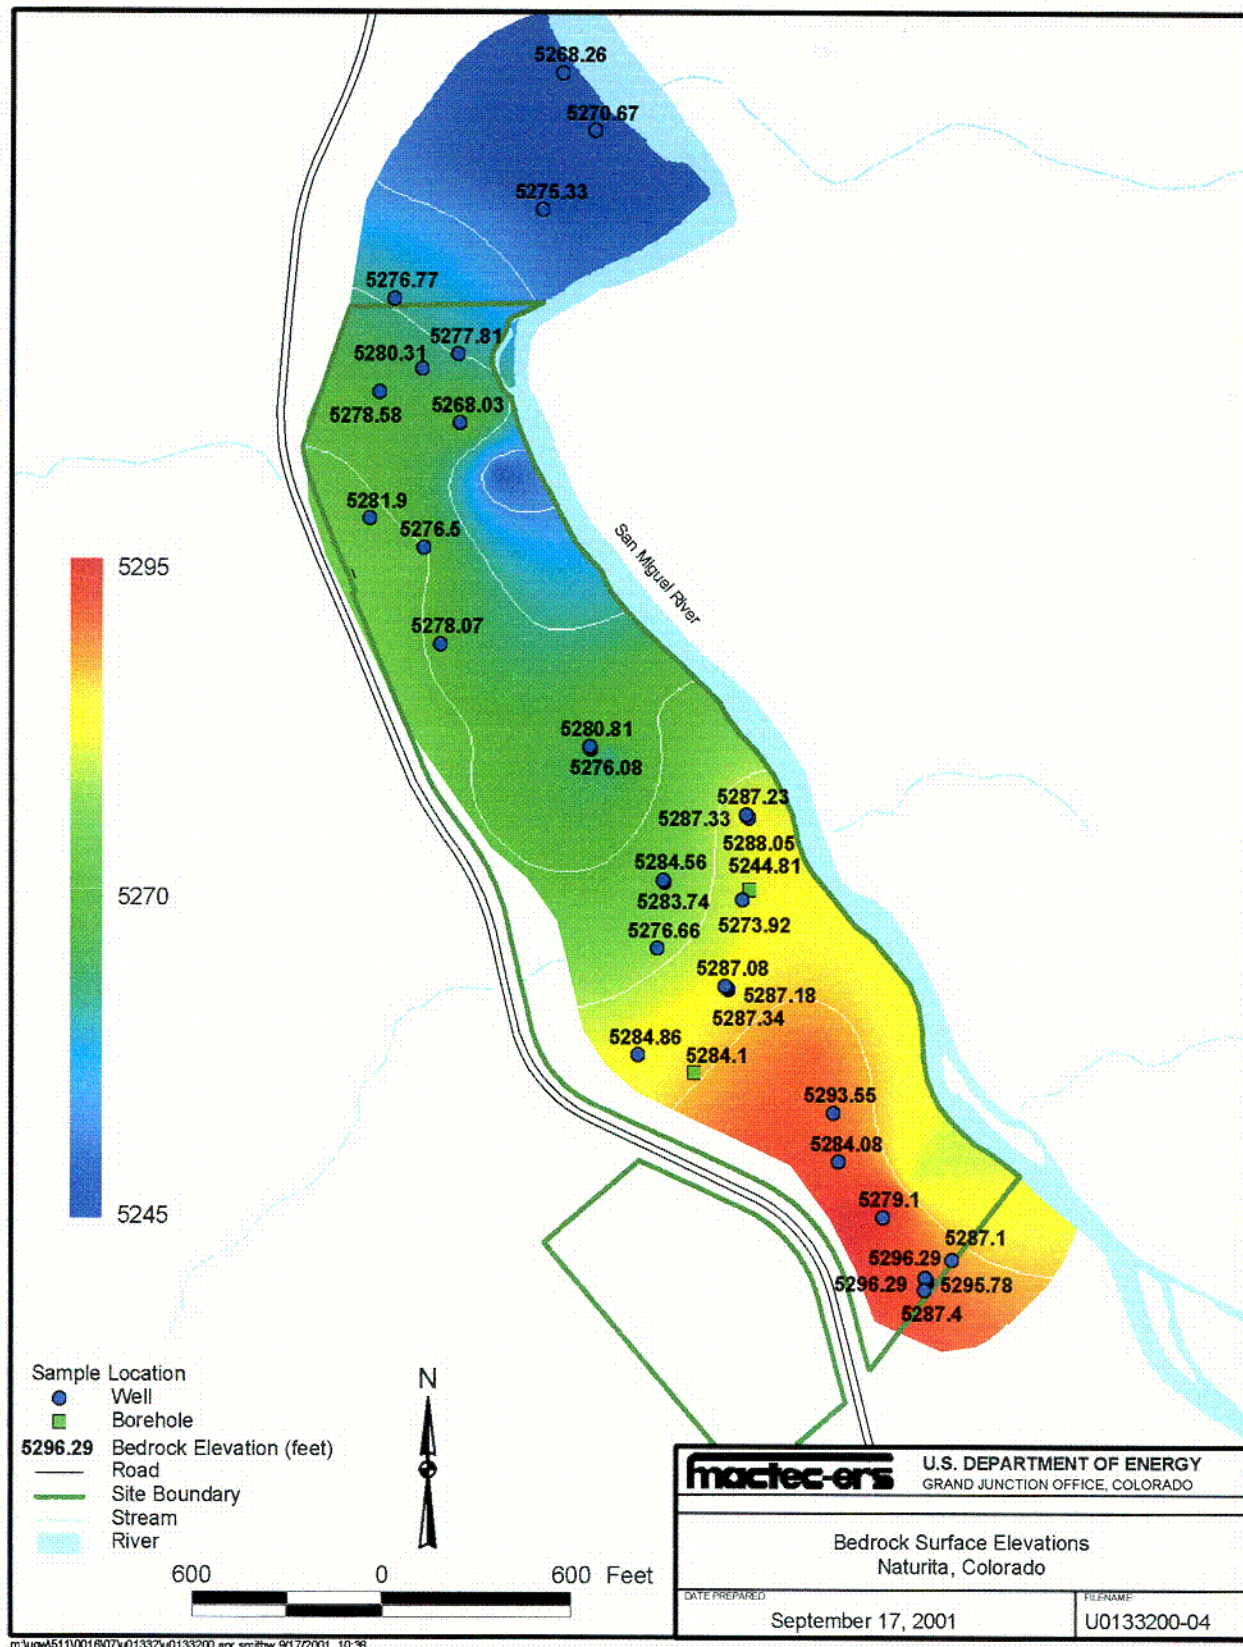 5268.26
5270.67
5275.33
5276.77
5277.81
5280.31
5278.58
5268.03
5281.9
5276.5
San Miguel River
5295
5278.07
5280.81
5276.08
5287.23
5287.33
5288.05
5244.81
5284.56
5270
5283.74
5273.92
5276.66
5287.08
5287.18
5287.34
5284.86
5284.1
5293.55
5284.08
5279.1
5245
5287.1
5296.29
5296.29
5295.78
5287.4
Sample Location
Well
Borehole
5296.29 Bedrock Elevation (feet)
Road
Site Boundary
Stream
River
N
600 0 600 Feet
mactec-ers
U.S. DEPARTMENT OF ENERGY
GRAND JUNCTION OFFICE, COLORADO
Bedrock Surface Elevations
Naturita, Colorado
DATE PREPARED:
September 17, 2001
FILENAME:
U0133200-04